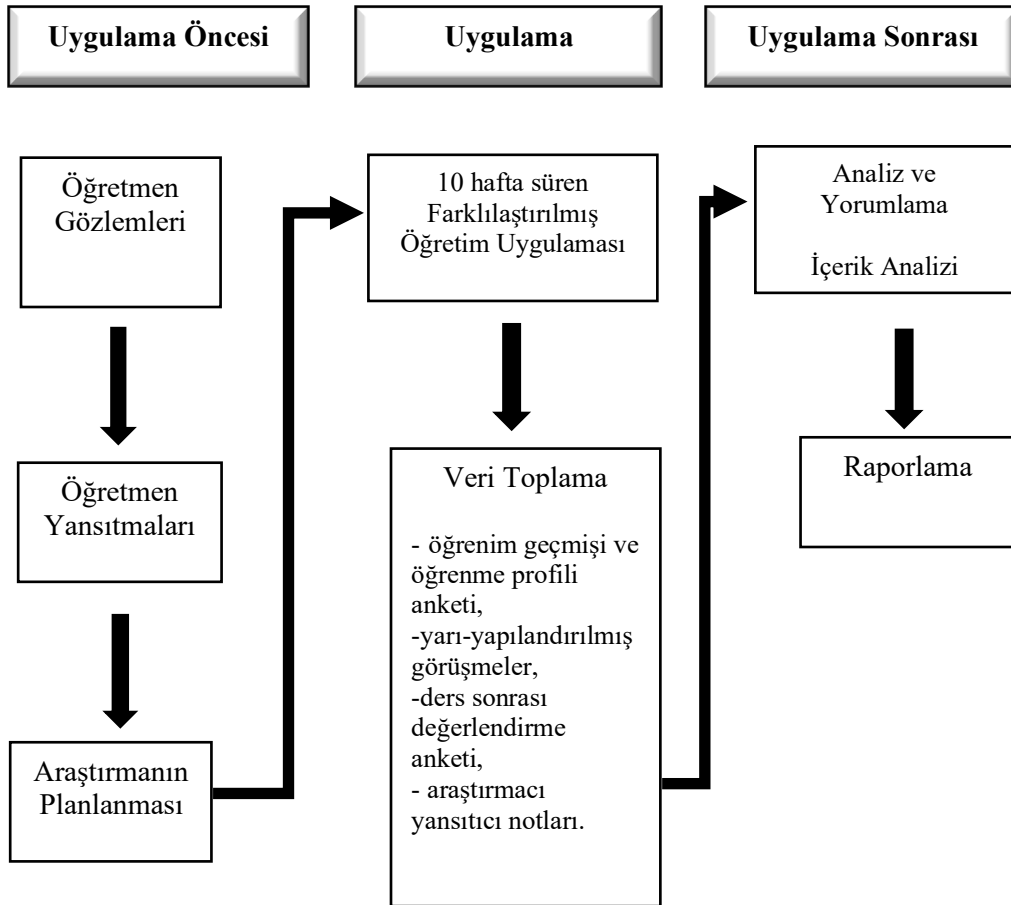 Uygulama Öncesi
Uygulama
Uygulama Sonrası
Öğretmen
Gözlemleri
Öğretmen
Yansıtmaları
Araştırmanın
Planlanması
10 hafta süren
Farklılaştırılmış
Öğretim Uygulaması
Veri Toplama
- öğrenim geçmişi ve
öğrenme profili
anketi,
-yarı-yapılandırılmış
görüşmeler,
-ders sonrası
değerlendirme
anketi,
- araştırmacı
yansıtıcı notları.
Analiz ve
Yorumlama
İçerik Analizi
Raporlama